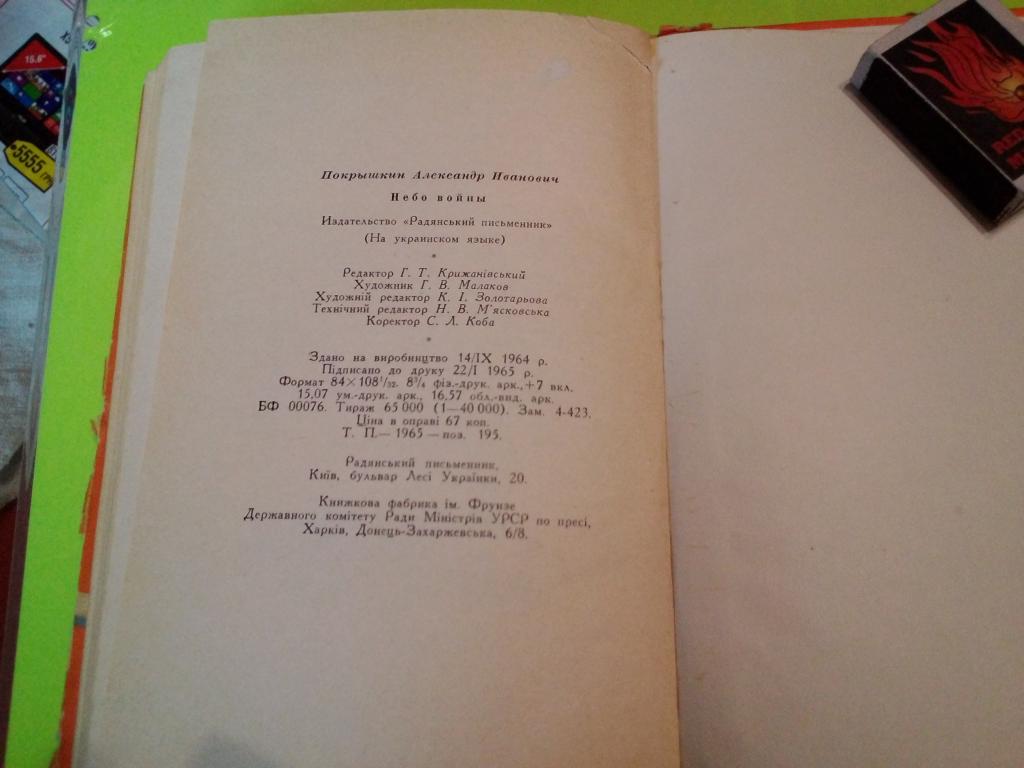 Покрышкин Александр Иванович
Небо войны
Издательство «Радянський письменник»
(На украинском языке)
*
Редактор Г. Т. Крижанівський
Художник Г. В. Малаков
Художній редактор К. І. Золотарьова
Технічний редактор Н. В. М'ясковська
Коректор С. Л. Коба
*
Здано на виробництво 14/IX 1964 р.
Підписано до друку 22/I 1965 р.
Формат 84×108¹/₃₂. 8³/₄ фіз.-друк. арк.,+7 вкл.
15,07 ум.-друк. арк., 16,57 обл.-вид. арк.
БФ 00076. Тираж 65 000 (1—40 000). Зам. 4-423.
Ціна в оправі 67 коп.
Т. П.— 1965 — поз. 195.
Радянський письменник,
Київ, бульвар Лесі Українки, 20.
Книжкова фабрика ім. Фрунзе
Державного комітету Ради Міністрів УРСР по пресі,
Харків, Донець-Захаржевська, 6/8.
15.6"
5555
RED